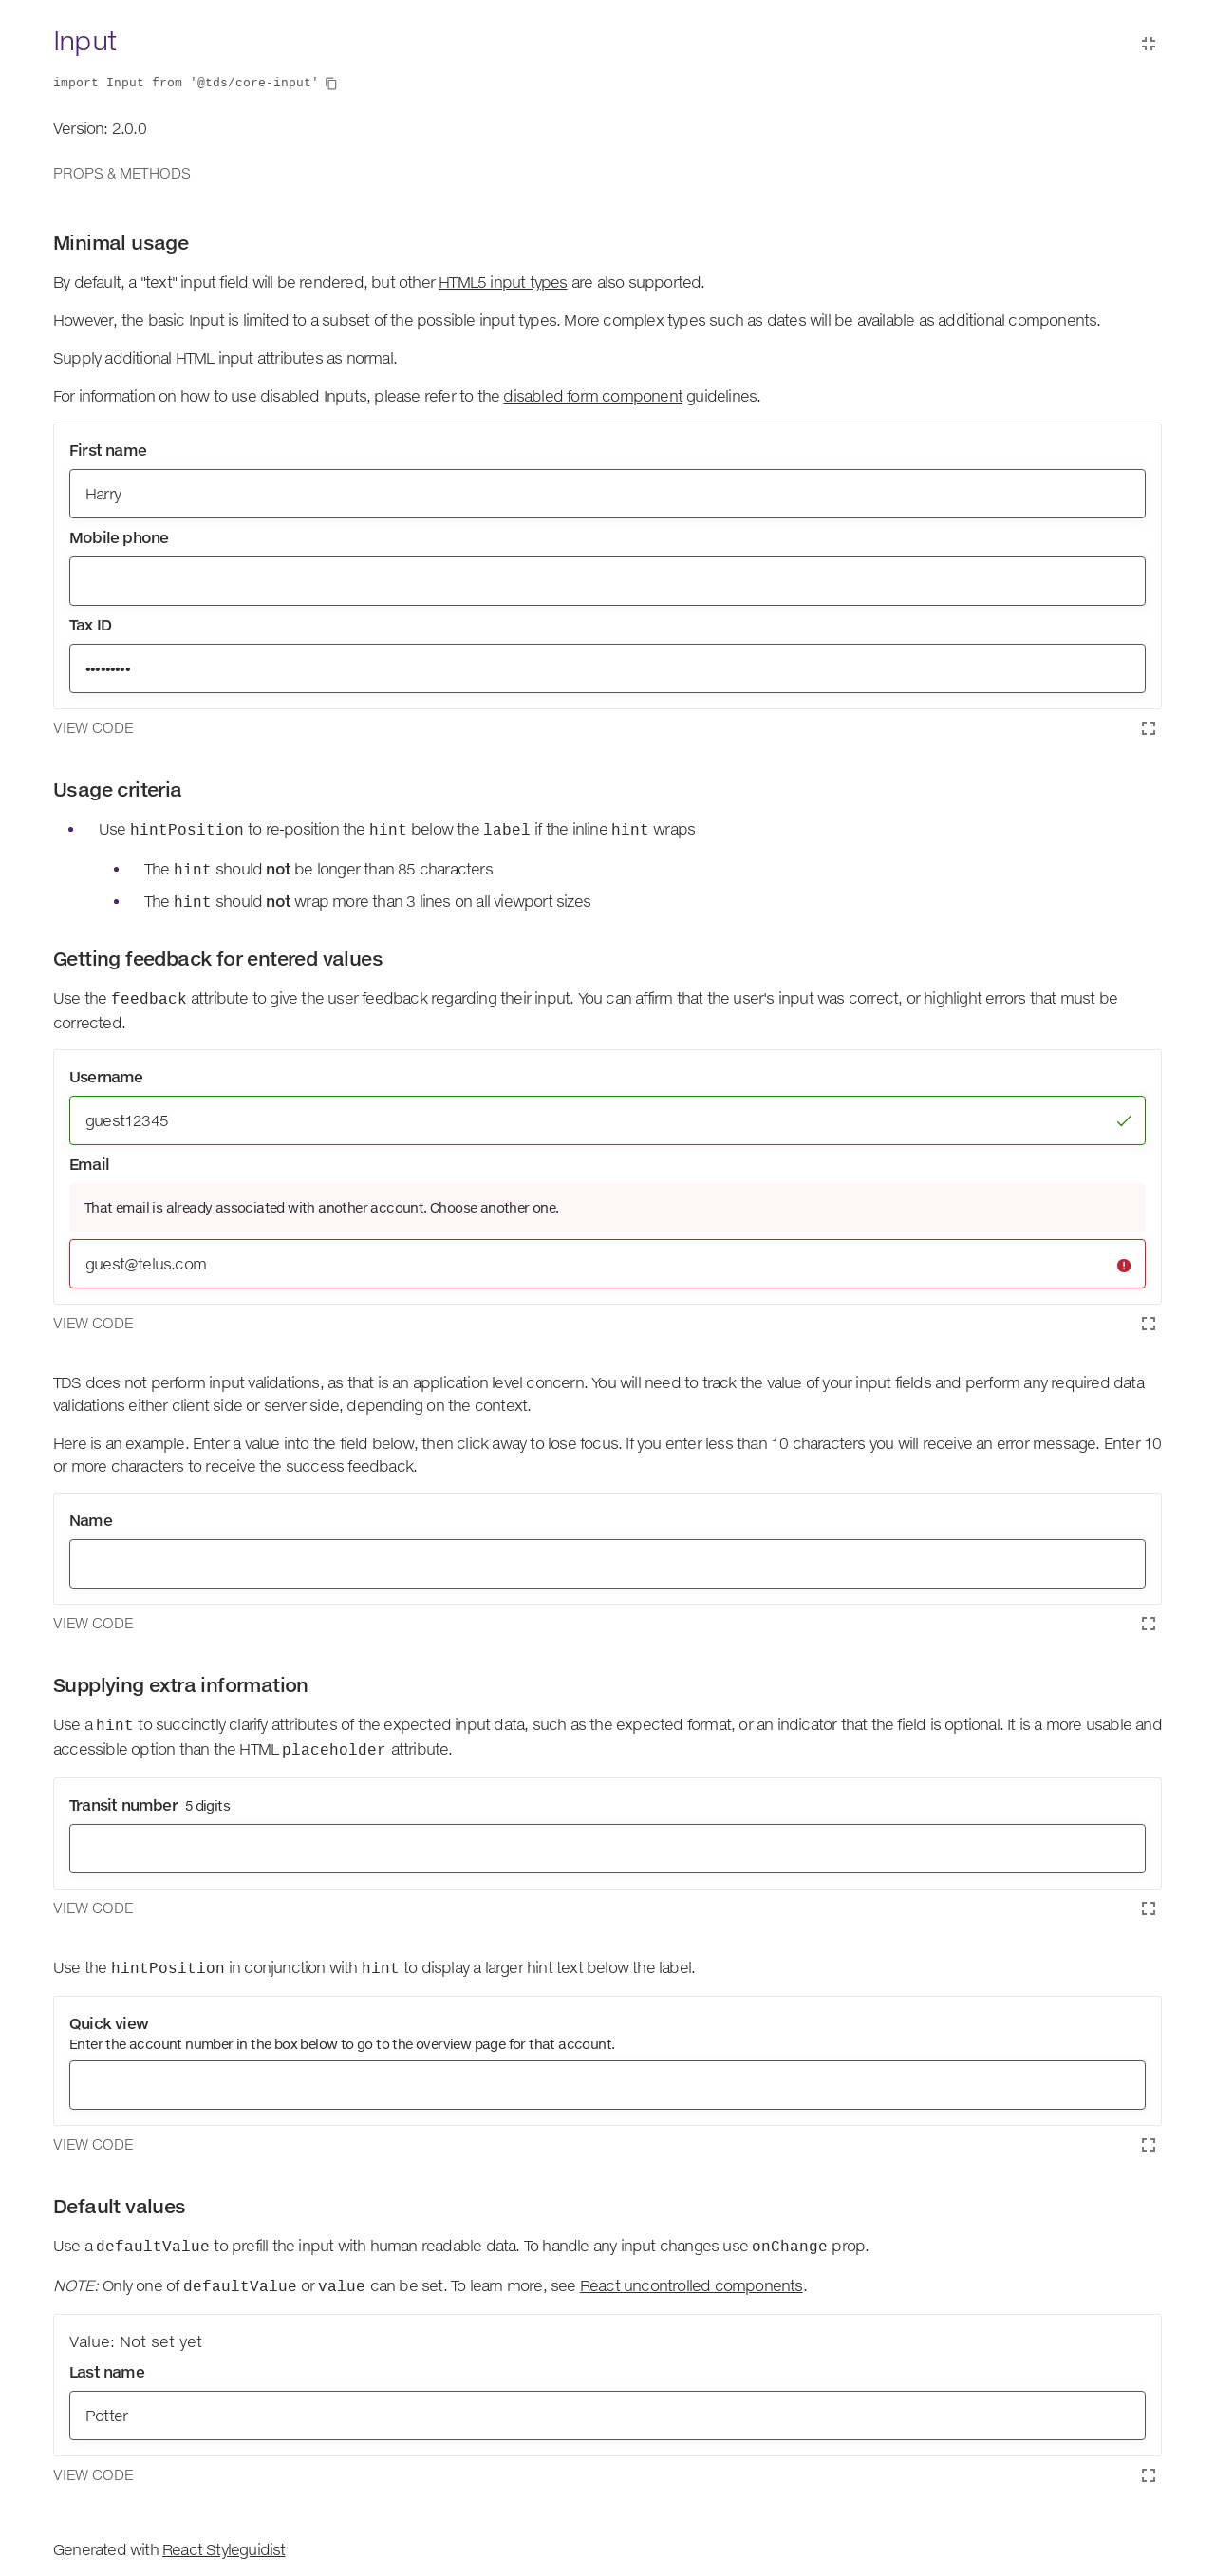 Input
import Input from '@tds/core-input'
Version: 2.0.0
PROPS & METHODS
Minimal usage
By default, a "text" input field will be rendered, but other HTML5 input types are also supported.
However, the basic Input is limited to a subset of the possible input types. More complex types such as dates will be available as additional components.
Supply additional HTML input attributes as normal.
For information on how to use disabled Inputs, please refer to the disabled form component guidelines.
First name
Harry
Mobile phone
Tax ID
•••••••••
VIEW CODE
Usage criteria
• Use hintPosition to re-position the hint below the label if the inline hint wraps
• The hint should not be longer than 85 characters
• The hint should not wrap more than 3 lines on all viewport sizes
Getting feedback for entered values
Use the feedback attribute to give the user feedback regarding their input. You can affirm that the user's input was correct, or highlight errors that must be
corrected.
Username
guest12345
Email
That email is already associated with another account. Choose another one.
guest@telus.com
VIEW CODE
TDS does not perform input validations, as that is an application level concern. You will need to track the value of your input fields and perform any required data
validations either client side or server side, depending on the context.
Here is an example. Enter a value into the field below, then click away to lose focus. If you enter less than 10 characters you will receive an error message. Enter 10
or more characters to receive the success feedback.
Name
VIEW CODE
Supplying extra information
Use a hint to succinctly clarify attributes of the expected input data, such as the expected format, or an indicator that the field is optional. It is a more usable and
accessible option than the HTML placeholder attribute.
Transit number 5 digits
VIEW CODE
Use the hintPosition in conjunction with hint to display a larger hint text below the label.
Quick view
Enter the account number in the box below to go to the overview page for that account.
VIEW CODE
Default values
Use a defaultValue to prefill the input with human readable data. To handle any input changes use onChange prop.
NOTE: Only one of defaultValue or value can be set. To learn more, see React uncontrolled components.
Value: Not set yet
Last name
Potter
VIEW CODE
Generated with React Styleguidist